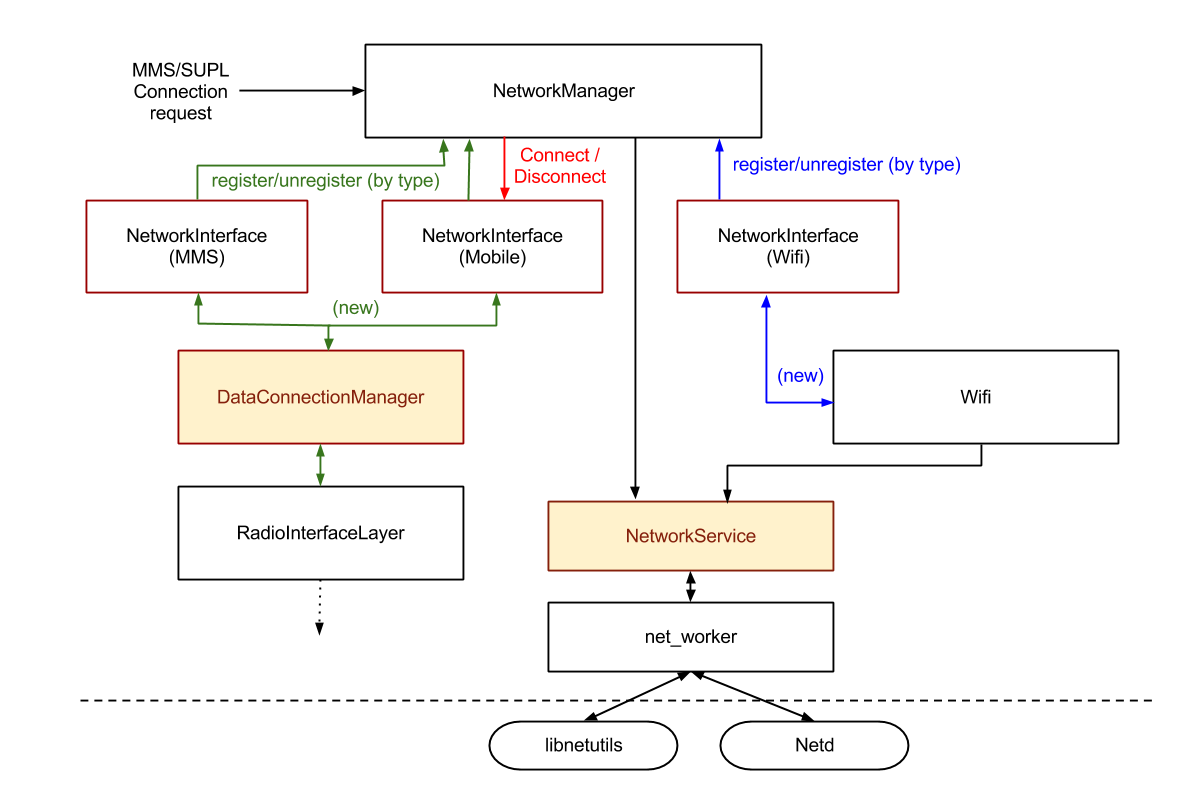 MMS/SUPL
Connection
request
NetworkManager
Connect /
Disconnect
register/unregister (by type)
register/unregister (by type)
NetworkInterface
(MMS)
NetworkInterface
(Mobile)
NetworkInterface
(Wifi)
(new)
(new)
DataConnectionManager
Wifi
RadioInterfaceLayer
NetworkService
net_worker
libnetutils
Netd